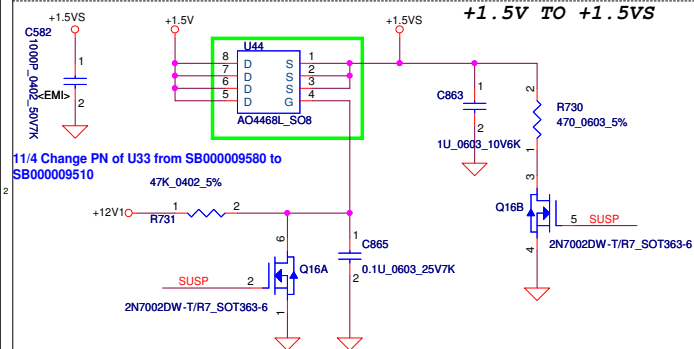 +1.5V TO +1.5VS
+1.5VS
C582
1000P_0402_50V7K
<EMI>
1
2
+1.5V
U44
8 D S 1
7 D S 2
6 D S 3
5 D G 4
AO4468L_SO8
+1.5VS
C863
1
2
1U_0603_10V6K
2
R730
470_0603_5%
1
11/4 Change PN of U33 from SB000009580 to
SB000009510
2
47K_0402_5%
+12V1
1
2
R731
6
Q16A
SUSP
2
1
2N7002DW-T/R7_SOT363-6
1
C865
0.1U_0603_25V7K
2
3
Q16B
5
SUSP
4
2N7002DW-T/R7_SOT363-6